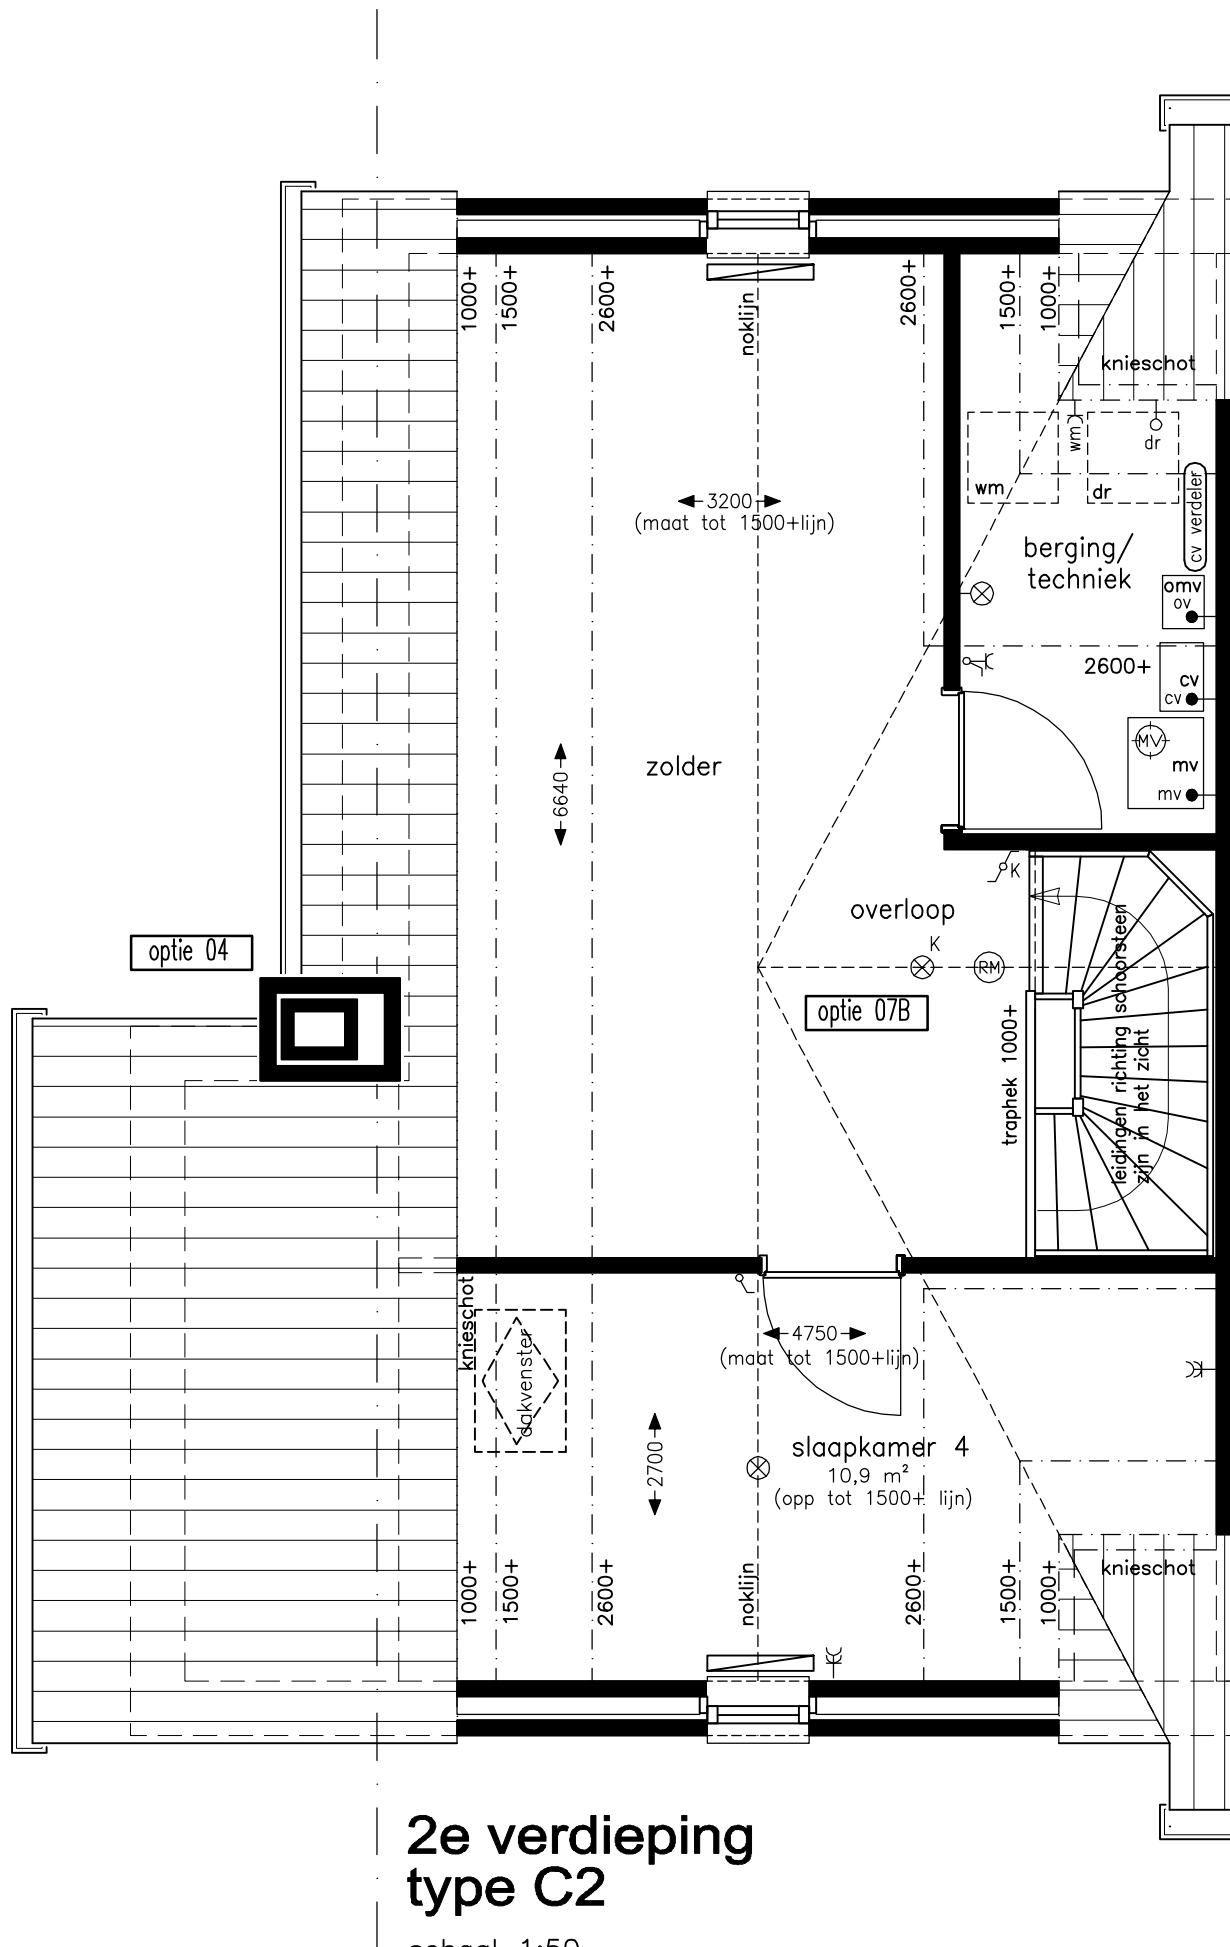 1000+
1500+
2600+
noklijn
2600+
1500+
1000+
knieschot
wm
dr
wm
dr
cv verdeler
3200
(maat tot 1500+lijn)
berging/
techniek
omv
ov
2600+
cv
cv
MV
mv
mv
zolder
6640
K
overloop
optie 04
K
RM
optie 07B
traphek 1000+
leidingen richting schoorsteen
zijn in het zicht
knieschot
dakvenster
4750
(maat tot 1500+lijn)
2700
slaapkamer 4
10,9 m²
(opp tot 1500+ lijn)
1000+
1500+
2600+
noklijn
2600+
1500+
1000+
knieschot
2e verdieping
type C2
schaal 1:50